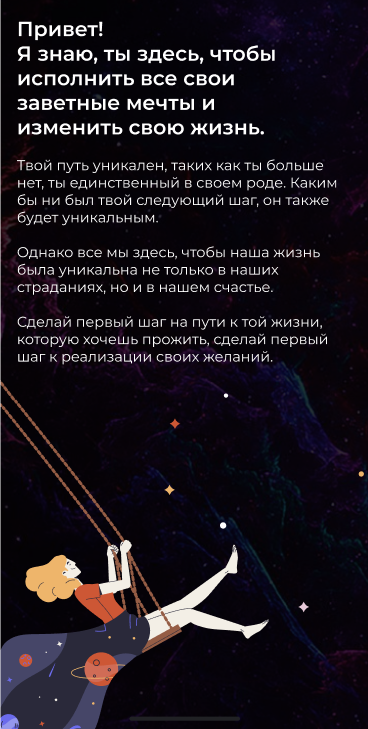 Привет!
Я знаю, ты здесь, чтобы
исполнить все свои
заветные мечты и
изменить свою жизнь.
Твой путь уникален, таких как ты больше
нет, ты единственный в своем роде. Каким
бы ни был твой следующий шаг, он также
будет уникальным.
Однако все мы здесь, чтобы наша жизнь
была уникальна не только в наших
страданиях, но и в нашем счастье.
Сделай первый шаг на пути к той жизни,
которую хочешь прожить, сделай первый
шаг к реализации своих желаний.